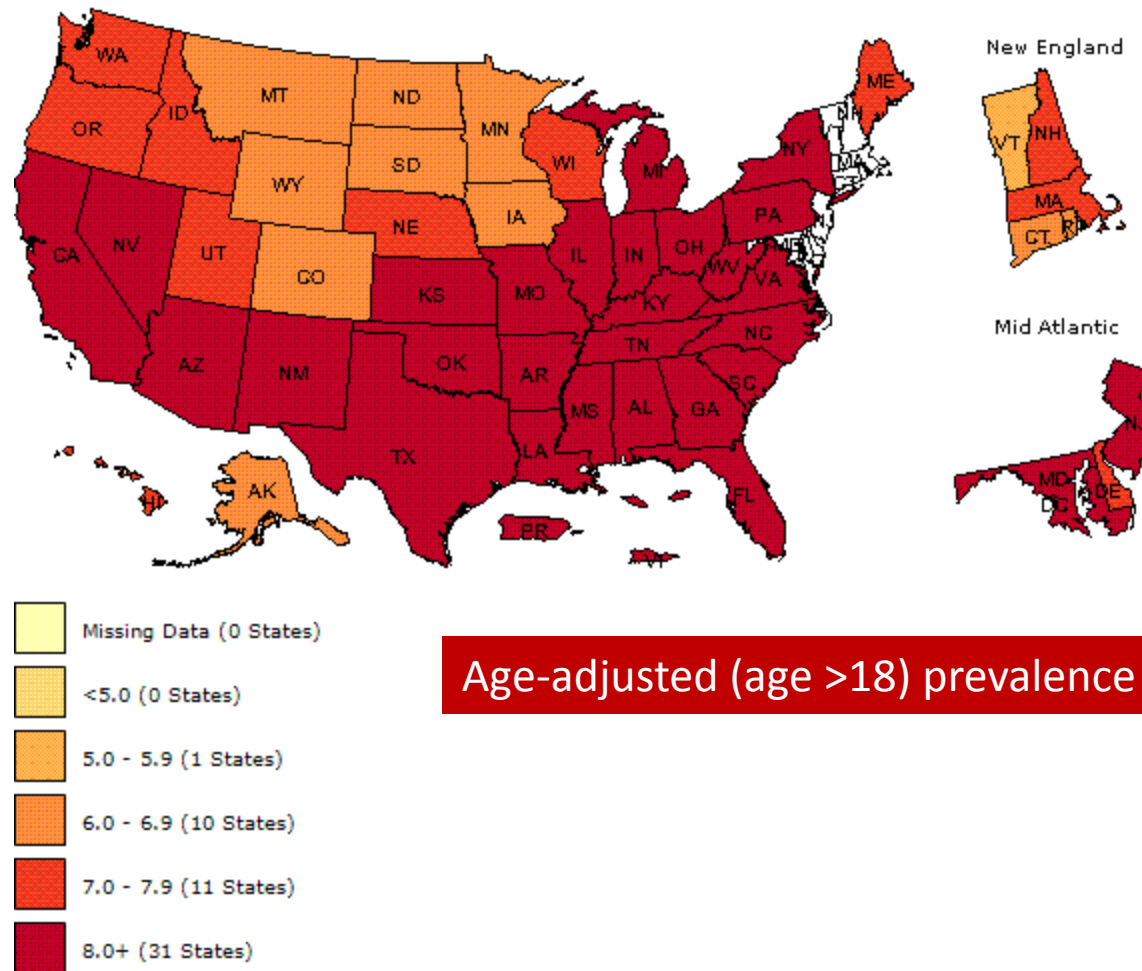 New England
WA
ME
MT
ND
NH
OR
ID
MN
VT
NH
SD
WI
NY
MI
MA
WY
MA
IA
PA
NE
CT
RI
NV
UT
IL
IN
OH
CA
CO
WV
VA
KS
MO
KY
Mid Atlantic
NC
TN
AZ
OK
NM
AR
SC
MS
AL
GA
NJ
LA
TX
MD
DE
AK
FL
HI
DC
PR
VI
Missing Data (0 States)
Age-adjusted (age >18) prevalence
<5.0 (0 States)
5.0 - 5.9 (1 States)
6.0 - 6.9 (10 States)
7.0 - 7.9 (11 States)
8.0+ (31 States)